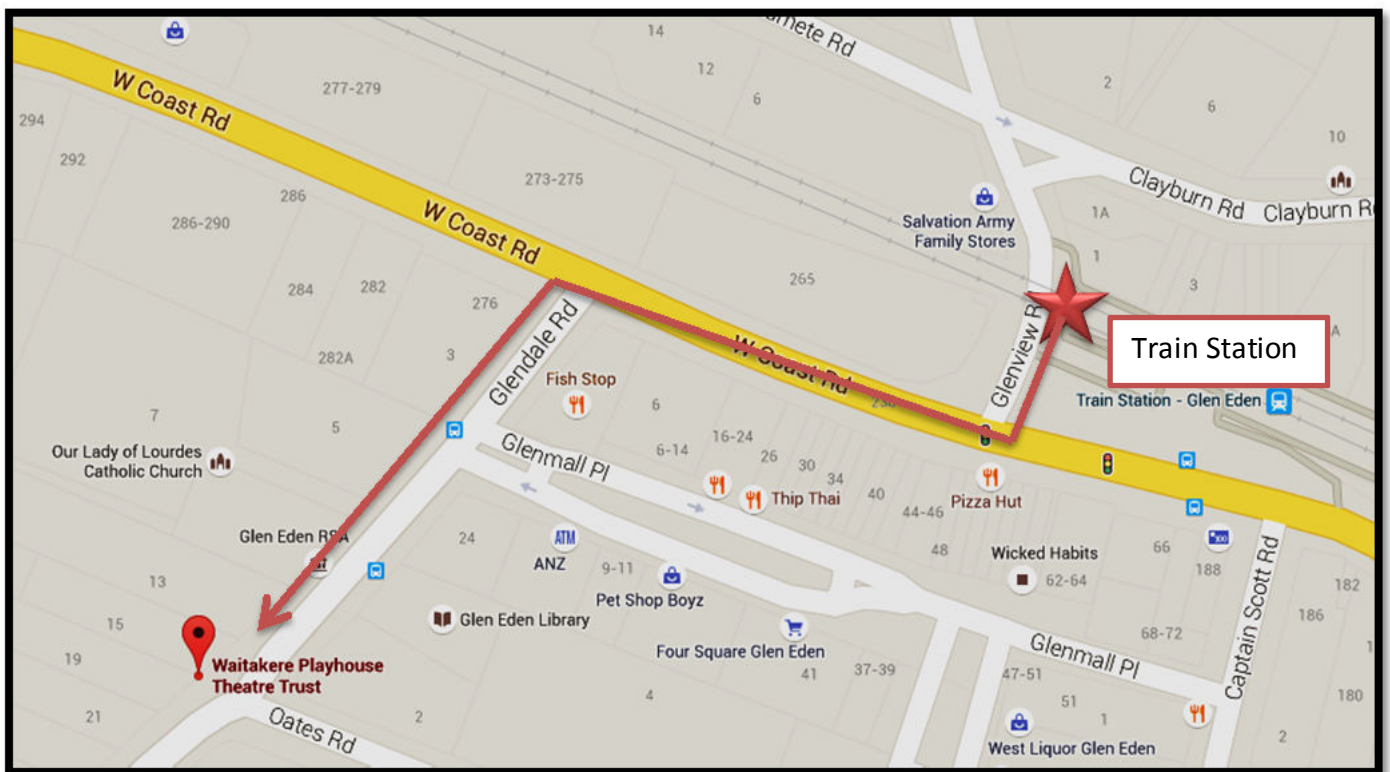 14
urnete Rd
12
6
2
6
10
277-279
W Coast Rd
294
292
286
286-290
273-275
W Coast Rd
Clayburn Rd
Clayburn R
Salvation Army
Family Stores
1A
1
3
265
284
282
276
282A
3
Glendale Rd
W Coast Rd
Glenview R
Train Station
A
Train Station - Glen Eden
Fish Stop
6
7
5
Our Lady of Lourdes
Catholic Church
Glenmall Pl
6-14
16-24
26
30
34
40
44-46
48
Thip Thai
Pizza Hut
Glen Eden RSA
24
ATM
ANZ
9-11
Pet Shop Boyz
Wicked Habits
62-64
66
188
182
186
Captain Scott Rd
13
15
19
21
Glen Eden Library
Four Square Glen Eden
41
37-39
68-72
Glenmall Pl
47-51
51
1
180
1
2
Waitakere Playhouse
Theatre Trust
Oates Rd
2
4
West Liquor Glen Eden